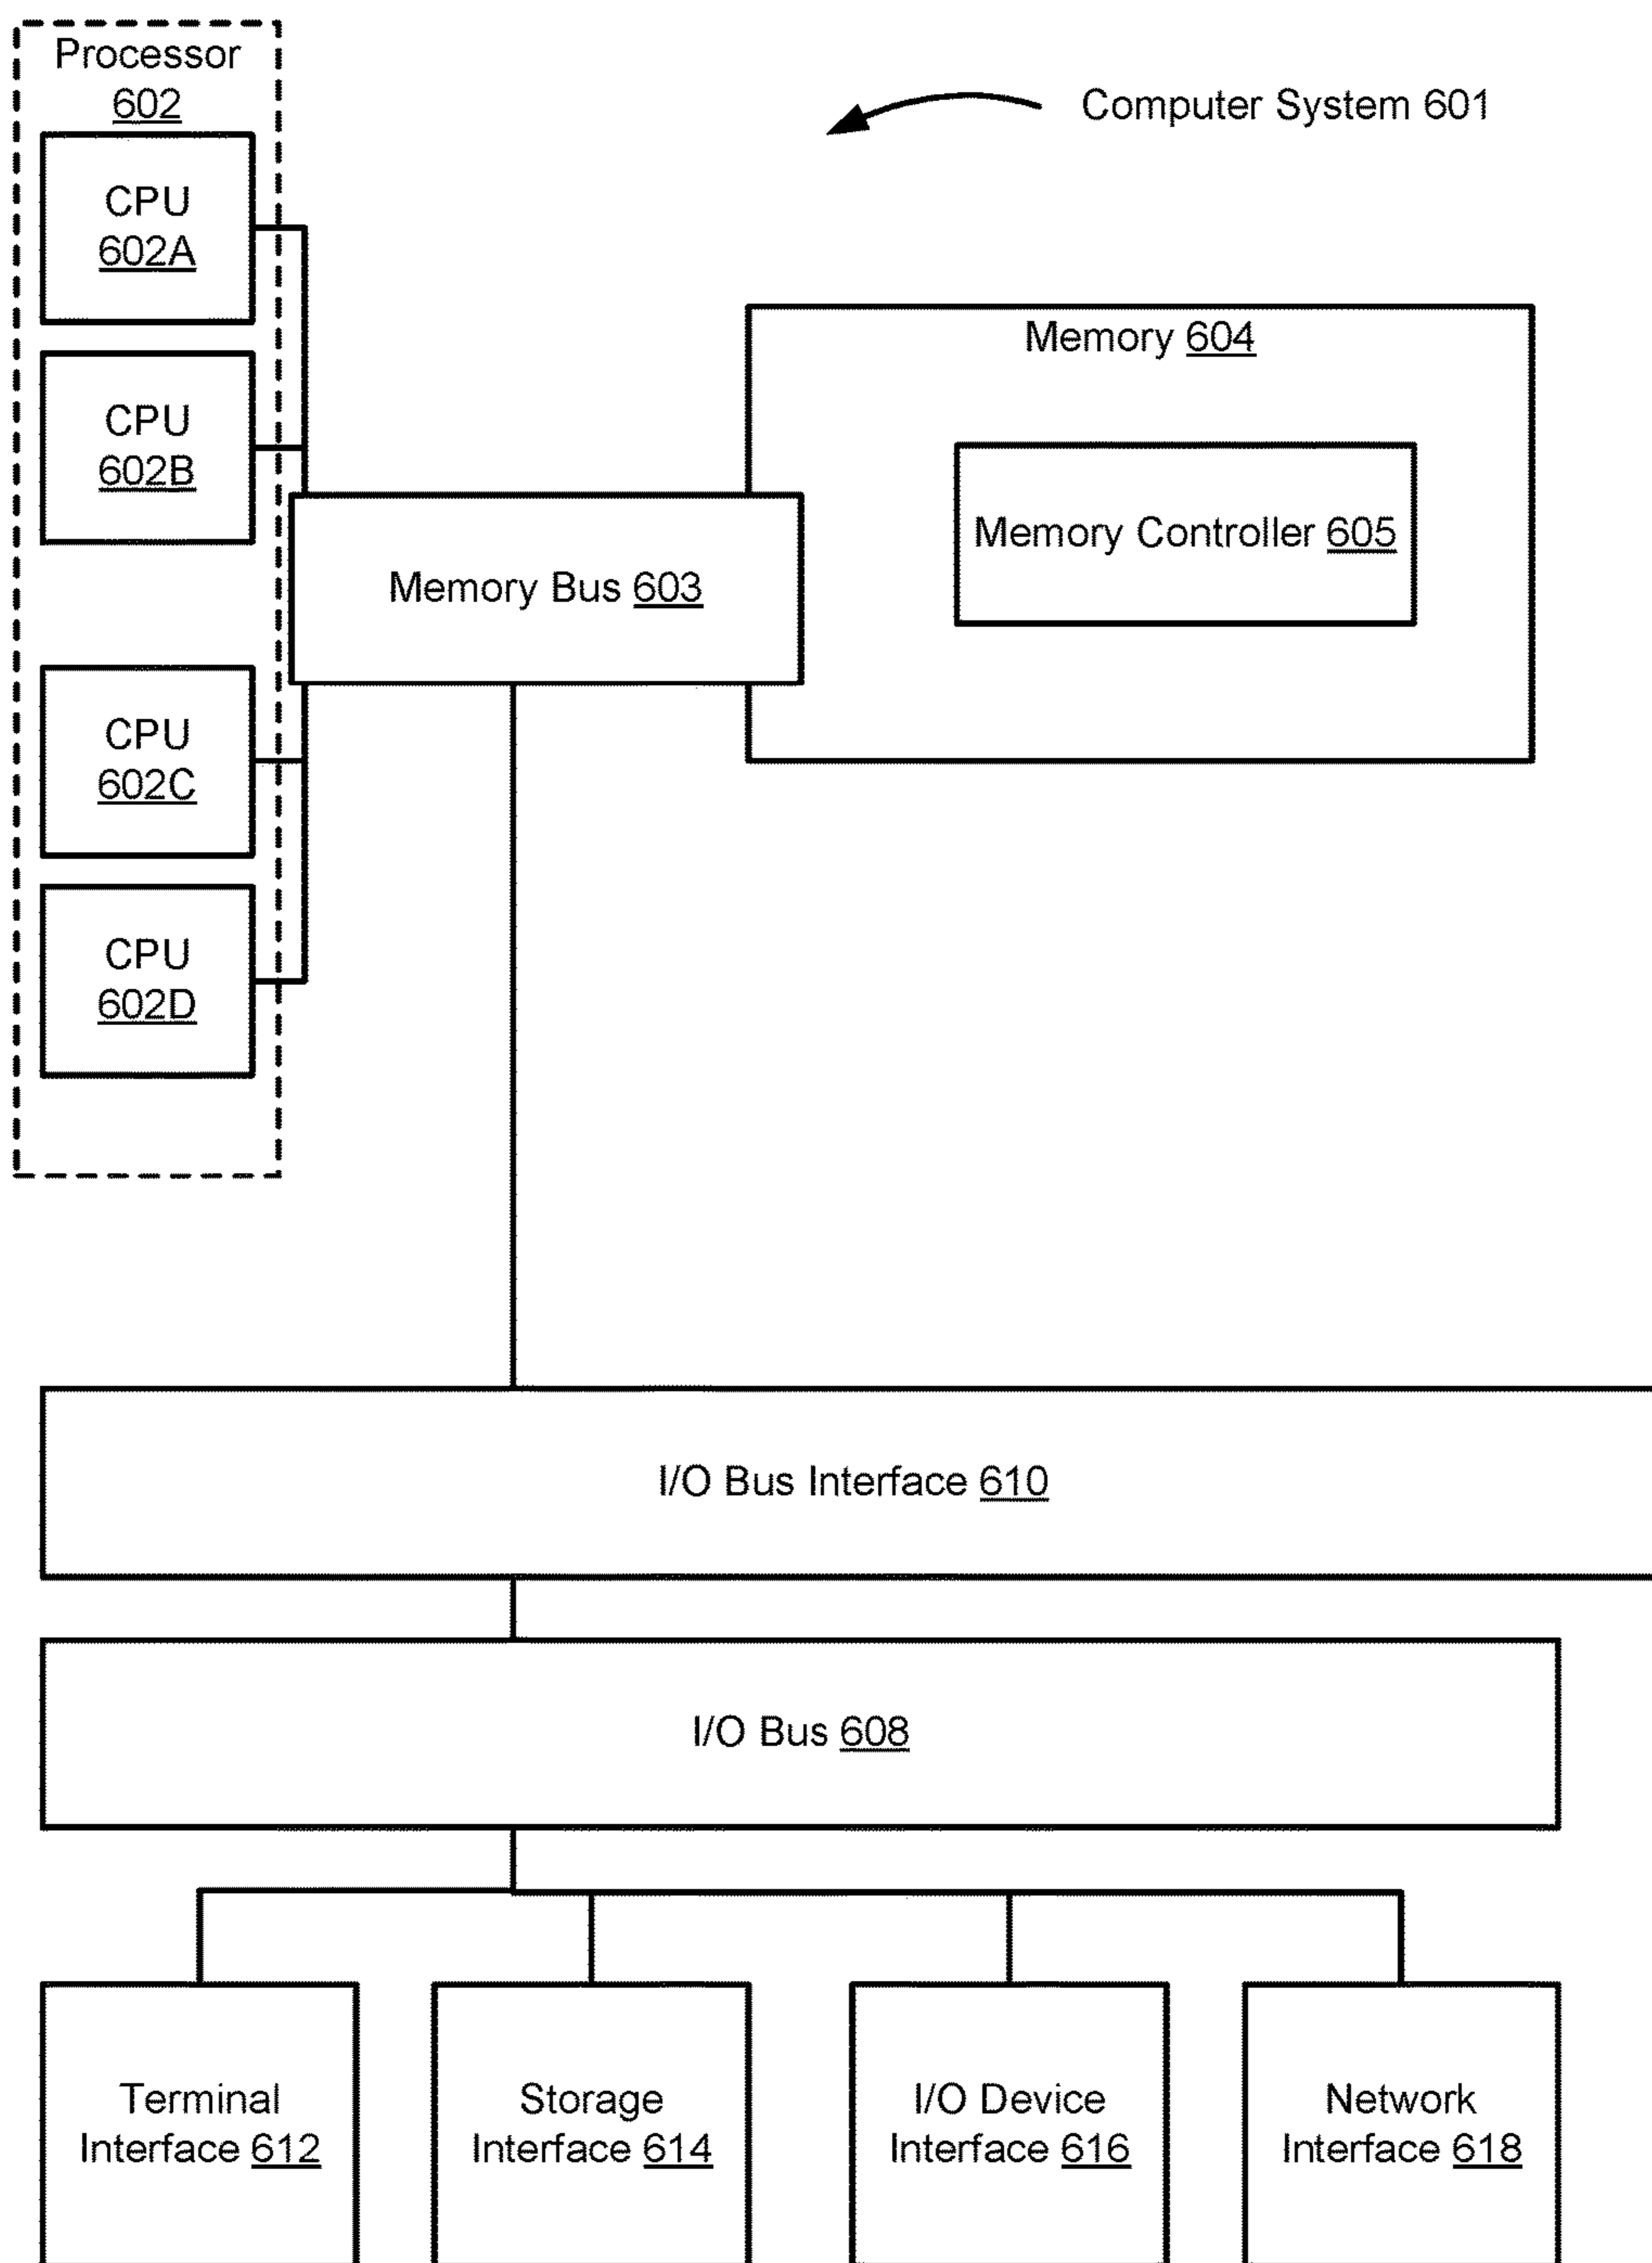 Processor
602
Computer System 601
CPU
602A
CPU
602B
Memory 604
Memory Controller 605
Memory Bus 603
CPU
602C
CPU
602D
I/O Bus Interface 610
I/O Bus 608
Terminal
Interface 612
Storage
Interface 614
I/O Device
Interface 616
Network
Interface 618